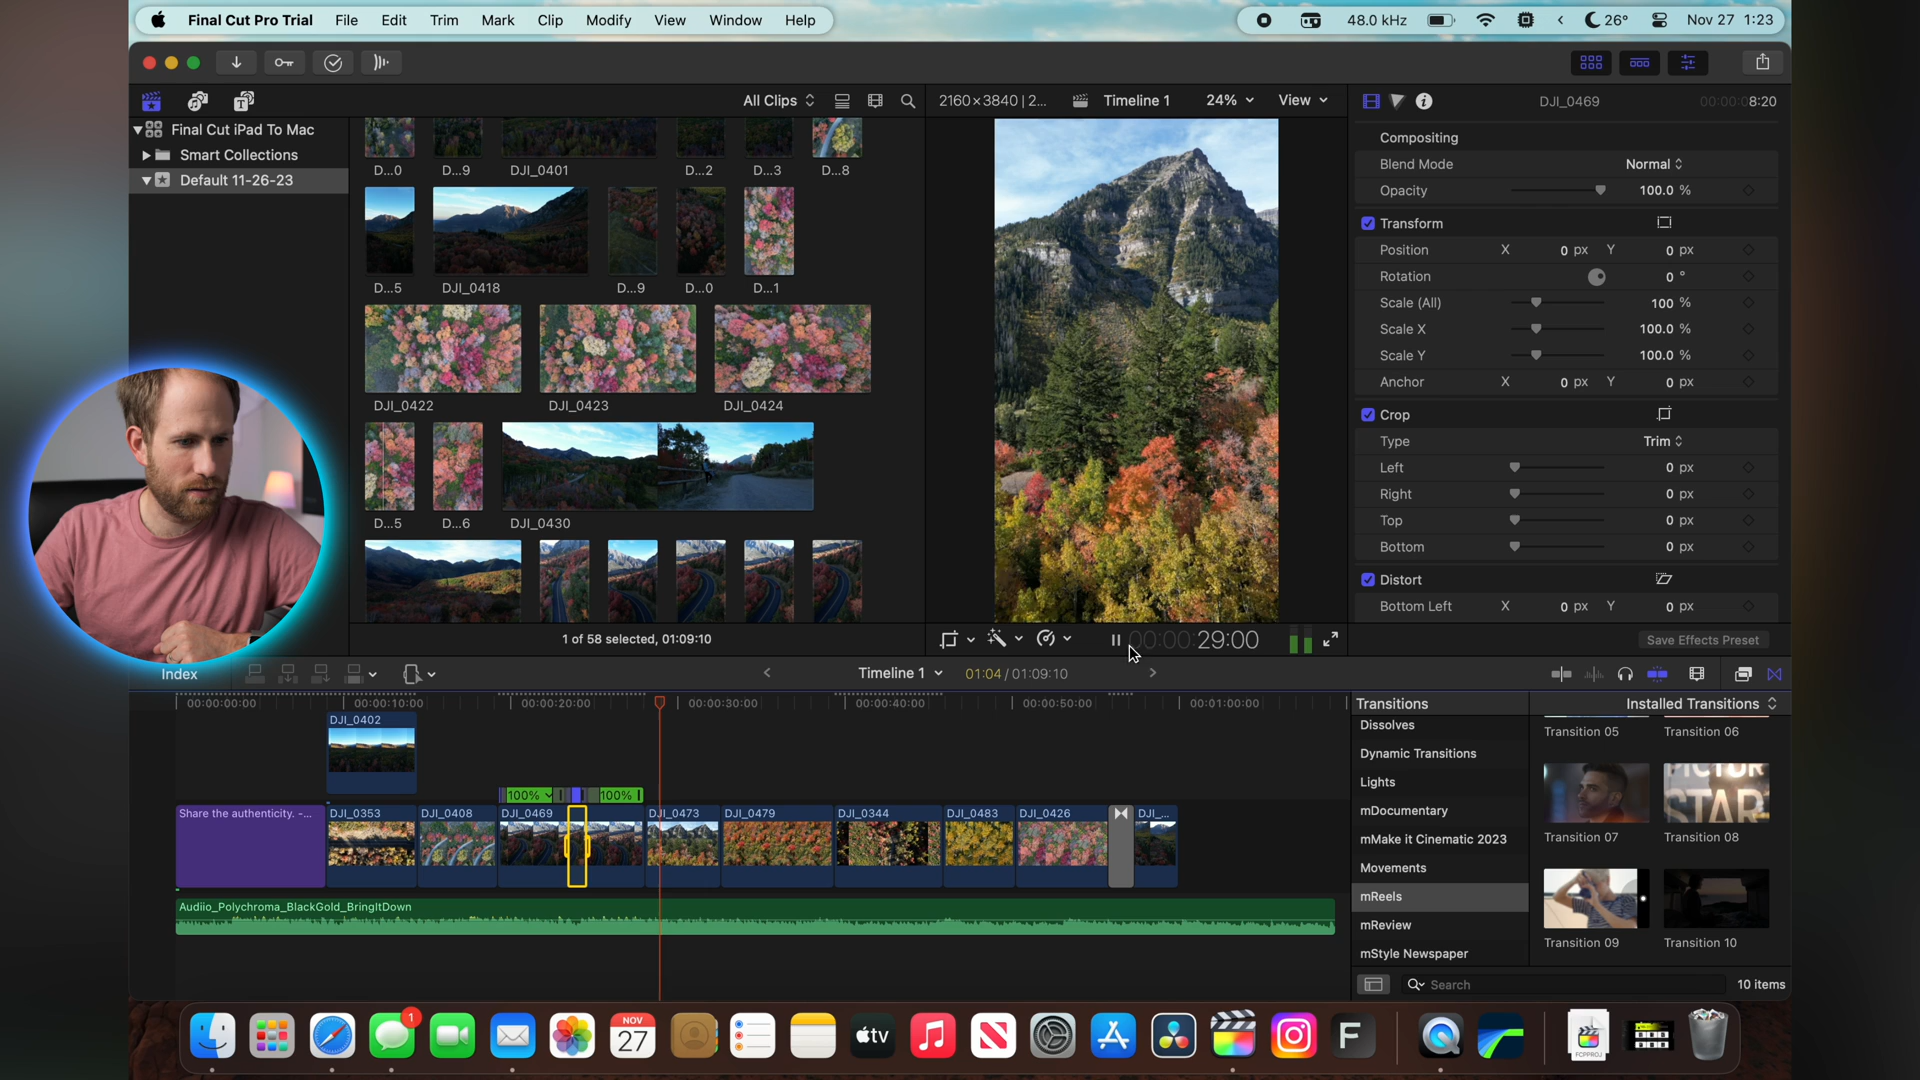 Final Cut Pro Trial File Edit Trim Mark Clip Modify View Window Help
48.0 kHz
26°
Nov 27 1:23
All Clips
2160×3840 | 2...
Timeline 1
24%
View
DJI_0469
00:00:08:20
Final Cut iPad To Mac
Smart Collections
Default 11-26-23
D...0
D...9
DJI_0401
D...2
D...3
D...8
D...5
DJI_0418
D...9
D...0
D...1
DJI_0422
DJI_0423
DJI_0424
D...5
D...6
DJI_0430
1 of 58 selected, 01:09:10
00:00:29:00
Compositing
Blend Mode Normal
Opacity 100.0 %
Transform
Position X 0 px Y 0 px
Rotation 0 °
Scale (All) 100 %
Scale X 100.0 %
Scale Y 100.0 %
Anchor X 0 px Y 0 px
Crop
Type Trim
Left 0 px
Right 0 px
Top 0 px
Bottom 0 px
Distort
Bottom Left X 0 px Y 0 px
Save Effects Preset
Index
Timeline 1
01:04 / 01:09:10
00:00:00:00
00:00:10:00
00:00:20:00
00:00:30:00
00:00:40:00
00:00:50:00
00:01:00:00
DJI_0402
100%
100%
Share the authenticity. -...
DJI_0353
DJI_0408
DJI_0469
DJI_0473
DJI_0479
DJI_0344
DJI_0483
DJI_0426
DJI_...
Audiio_Polychroma_BlackGold_BringItDown
Transitions
Installed Transitions
Dissolves
Dynamic Transitions
Lights
mDocumentary
mMake it Cinematic 2023
Movements
mReels
mReview
mStyle Newspaper
Transition 05
Transition 06
Transition 07
Transition 08
Transition 09
Transition 10
Search
10 items
1
NOV
27
tv
F
FCPPROJ